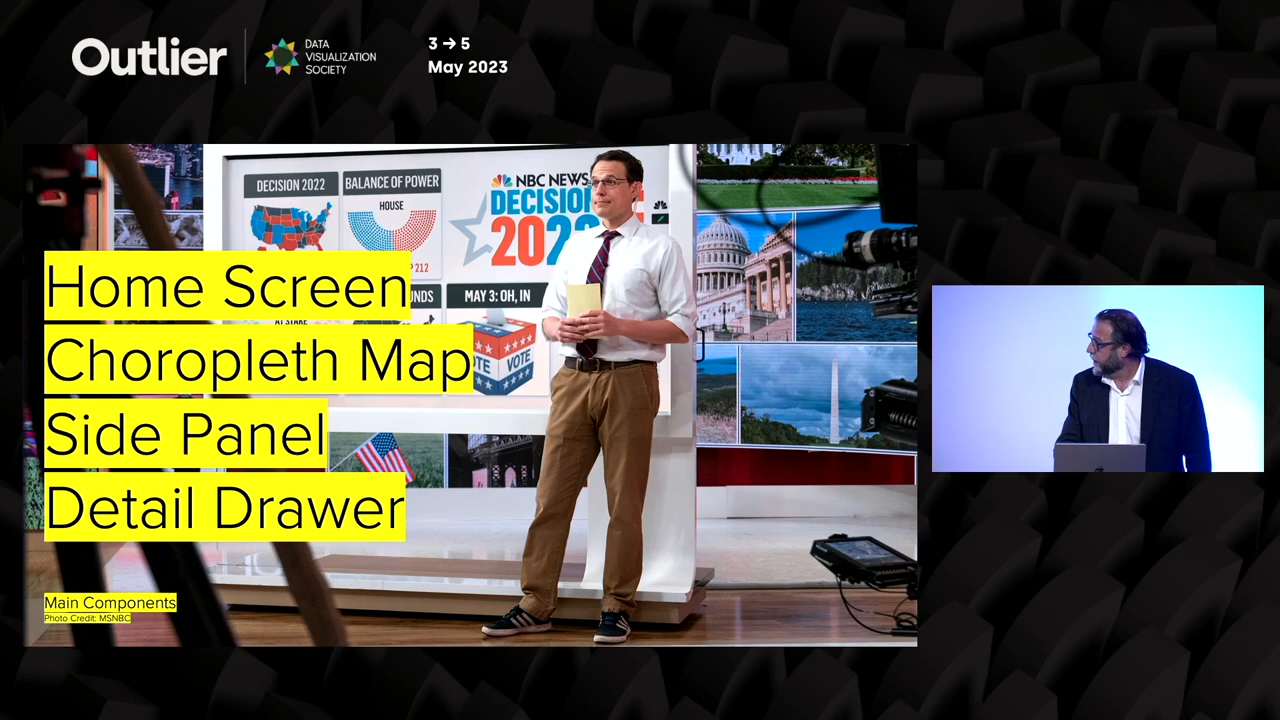 Outlier
DATA
VISUALIZATION
SOCIETY
3 → 5
May 2023
DECISION 2022
BALANCE OF POWER
HOUSE
212
NBC NEWS
DECISION
202
MAY 3: OH, IN
VOTE
Home Screen
Choropleth Map
Side Panel
Detail Drawer
Main Components
Photo Credit: MSNBC